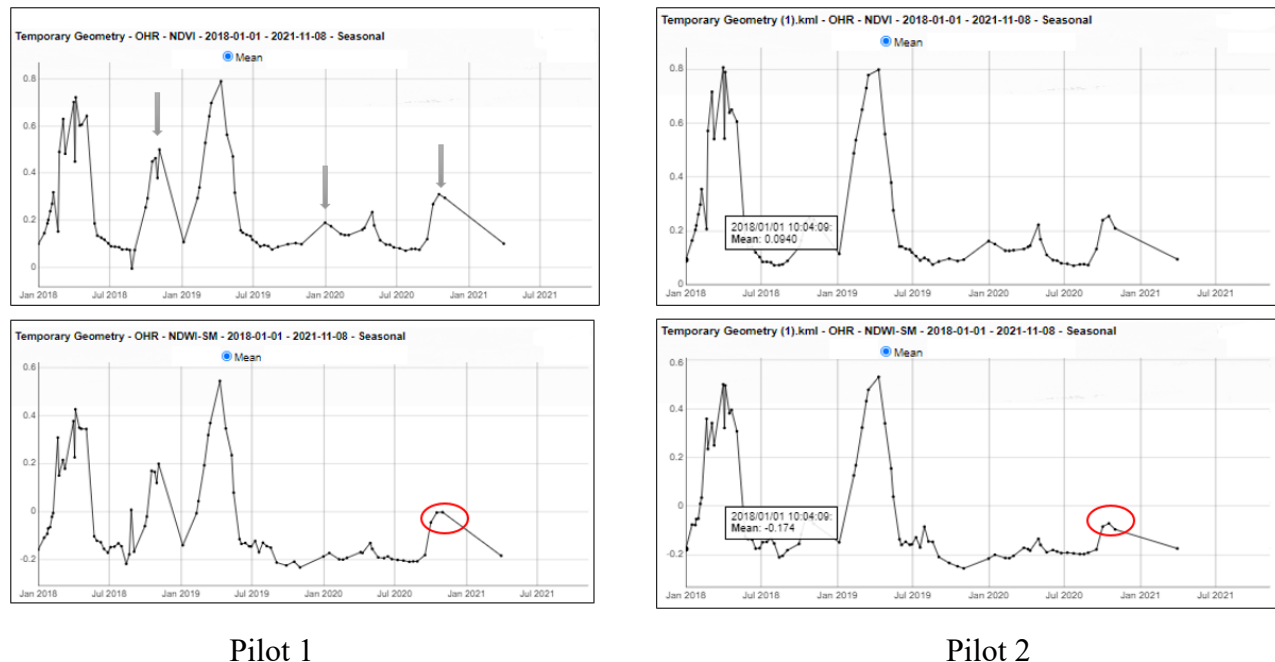 Temporary Geometry - OHR - NDVI - 2018-01-01 - 2021-11-08 - Seasonal
Mean
0.8
0.6
0.4
0.2
0
Jan 2018 Jul 2018 Jan 2019 Jul 2019 Jan 2020 Jul 2020 Jan 2021 Jul 2021
Temporary Geometry (1).kml - OHR - NDVI - 2018-01-01 - 2021-11-08 - Seasonal
Mean
0.8
0.6
0.4
0.2
2018/01/01 10:04:09:
Mean: 0.0940
0
Jan 2018 Jul 2018 Jan 2019 Jul 2019 Jan 2020 Jul 2020 Jan 2021 Jul 2021
Temporary Geometry - OHR - NDWI-SM - 2018-01-01 - 2021-11-08 - Seasonal
Mean
0.6
0.4
0.2
0
-0.2
Jan 2018 Jul 2018 Jan 2019 Jul 2019 Jan 2020 Jul 2020 Jan 2021 Jul 2021
Temporary Geometry (1).kml - OHR - NDWI-SM - 2018-01-01 - 2021-11-08 - Seasonal
Mean
0.6
0.4
0.2
0
2018/01/01 10:04:09:
Mean: -0.174
-0.2
Jan 2018 Jul 2018 Jan 2019 Jul 2019 Jan 2020 Jul 2020 Jan 2021 Jul 2021
Pilot 1
Pilot 2